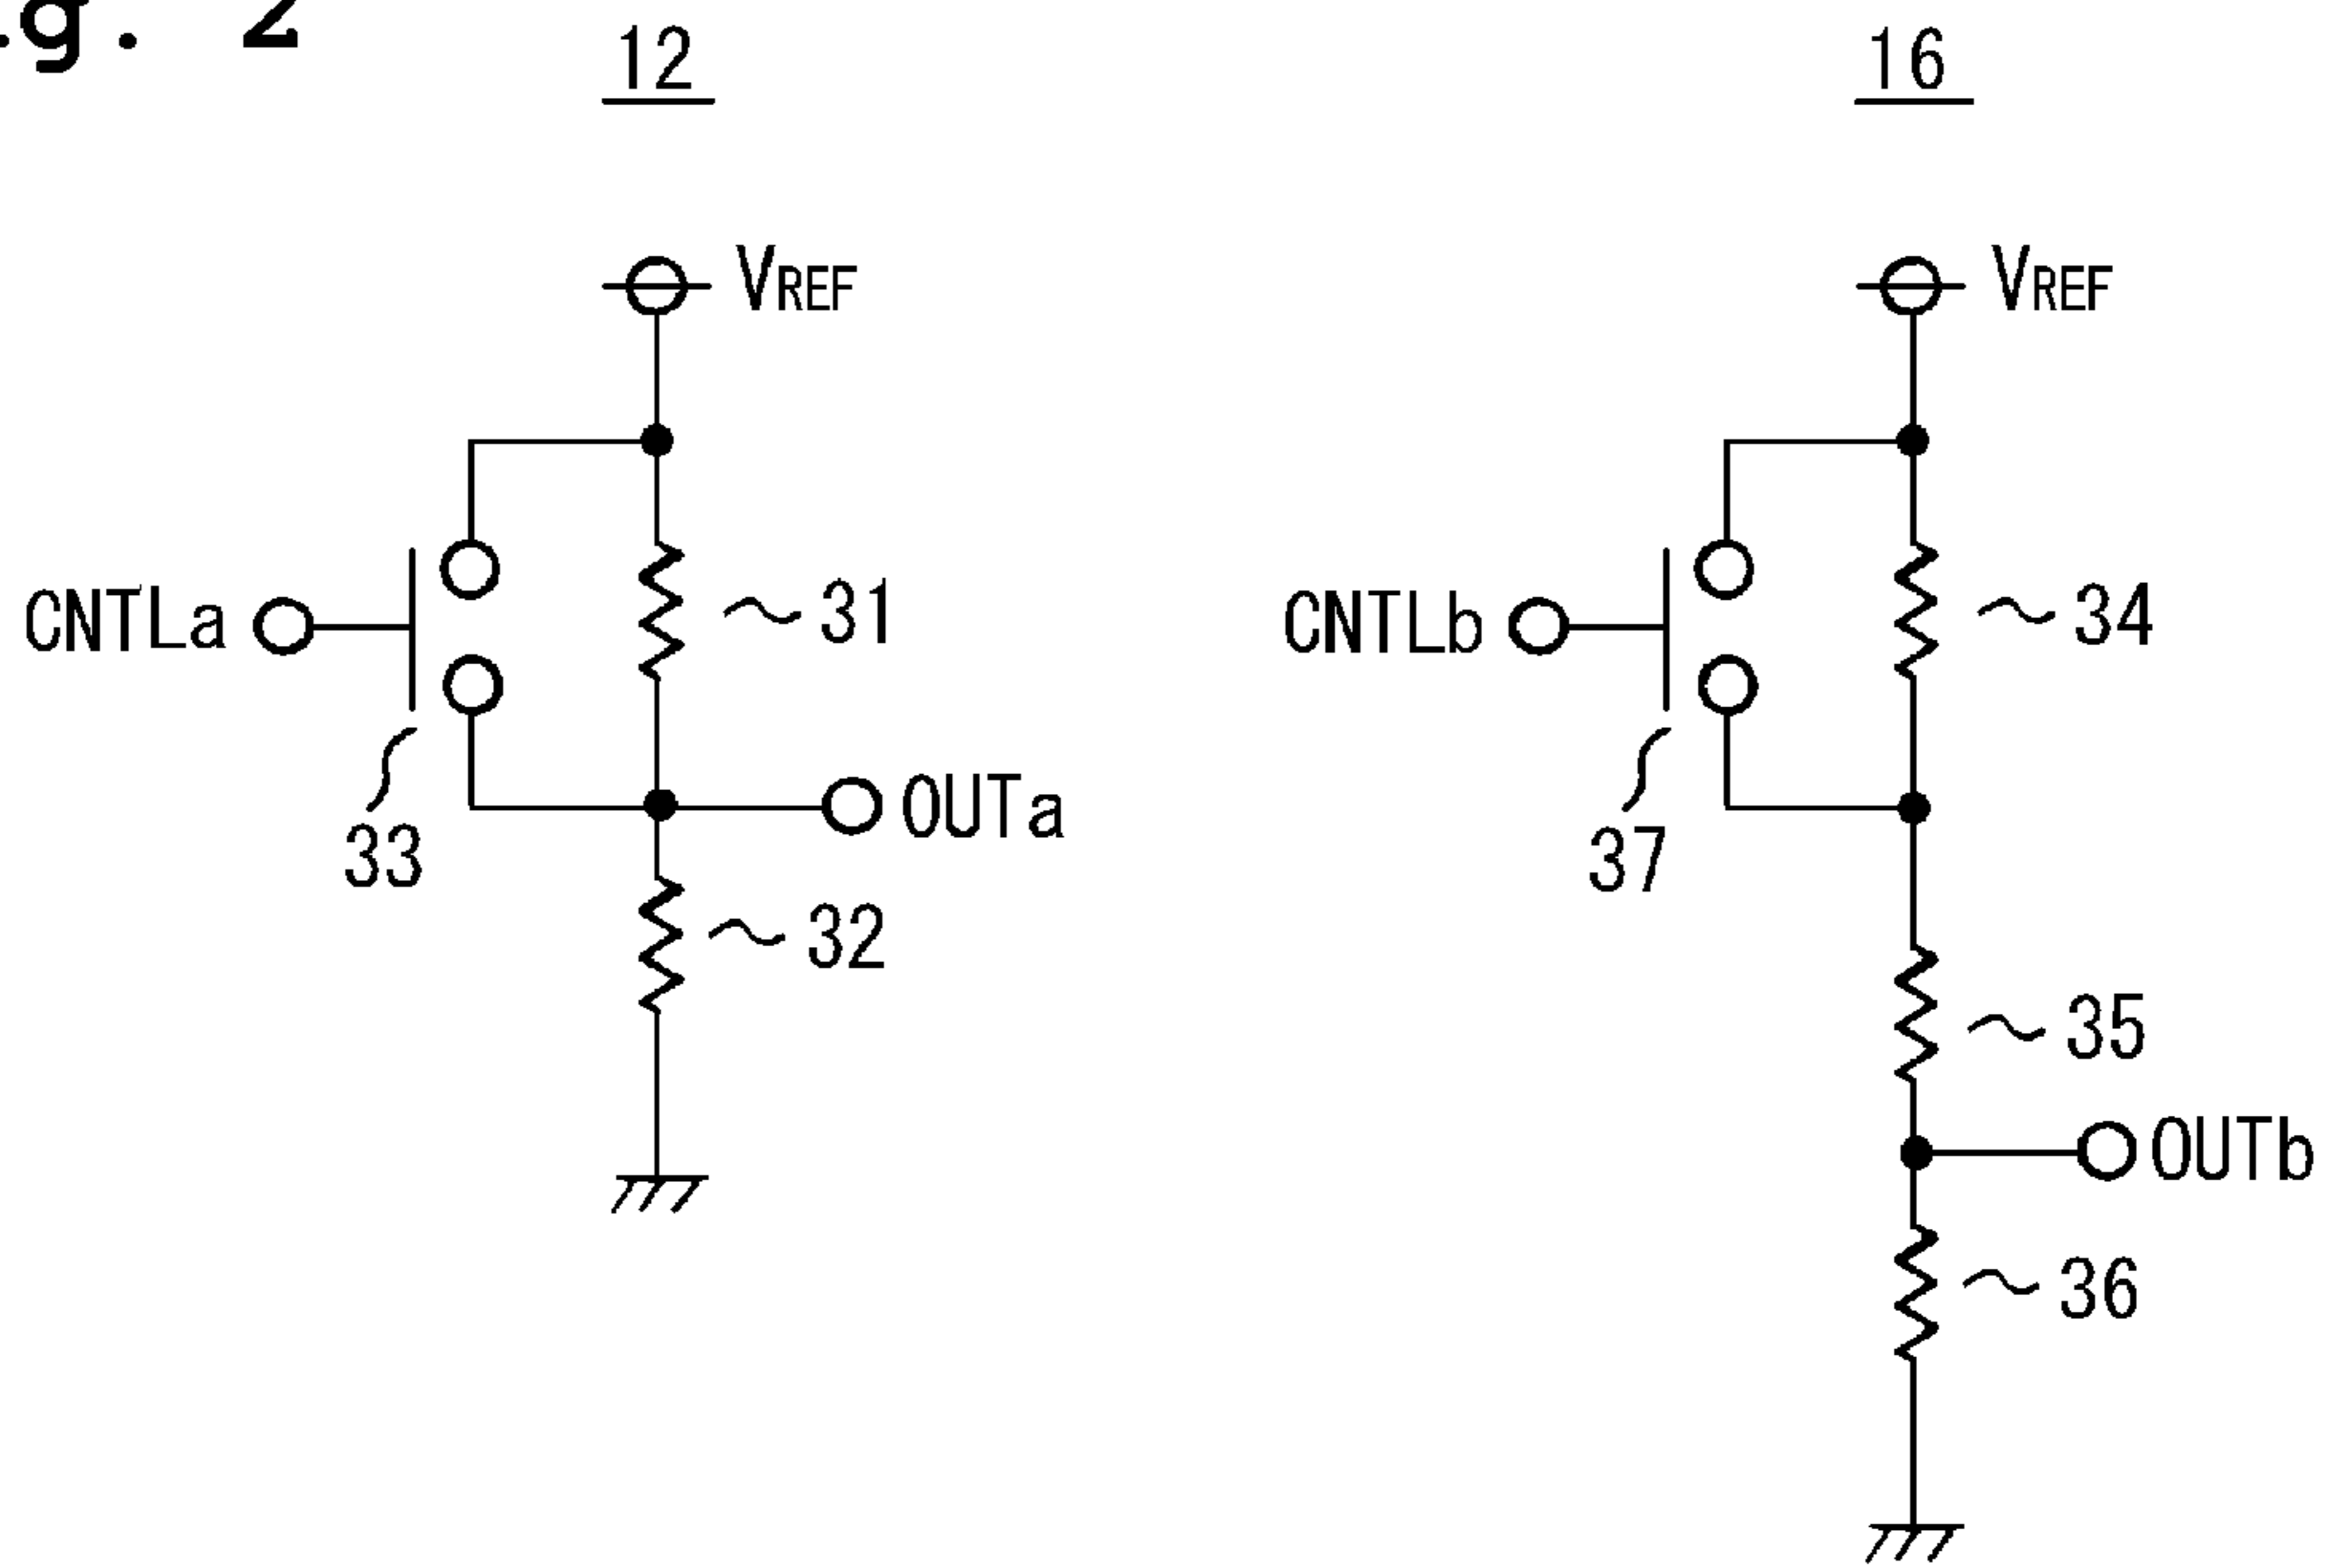 g. 2
12
VREF
CNTLa
31
33
OUTa
32
16
VREF
CNTLb
34
37
35
OUTb
36